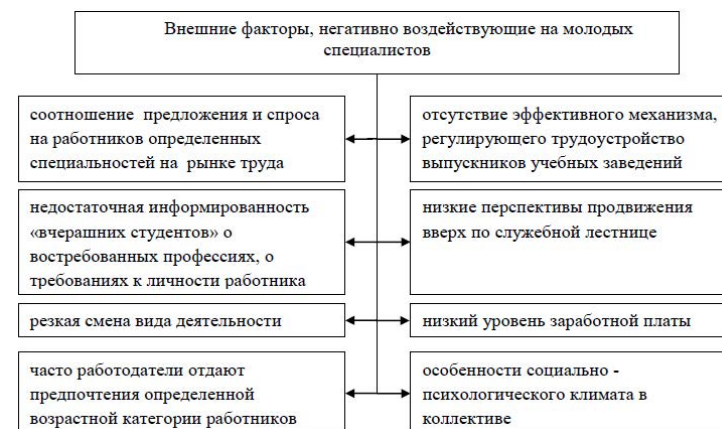 Внешние факторы, негативно воздействующие на молодых
специалистов
соотношение предложения и спроса
на работников определенных
специальностей на рынке труда
отсутствие эффективного механизма,
регулирующего трудоустройство
выпускников учебных заведений
недостаточная информированность
«вчерашних студентов» о
востребованных профессиях, о
требованиях к личности работника
низкие перспективы продвижения
вверх по служебной лестнице
резкая смена вида деятельности
низкий уровень заработной платы
часто работодатели отдают
предпочтения определенной
возрастной категории работников
особенности социально -
психологического климата в
коллективе